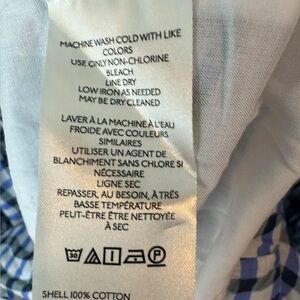 MACHINE WASH COLD WITH LIKE
COLORS
USE ONLY NON-CHLORINE
BLEACH
LINE DRY
LOW IRON AS NEEDED
MAY BE DRY CLEANED
LAVER À LA MACHINE À L'EAU
FROIDE AVEC COULEURS
SIMILAIRES
UTILISER UN AGENT DE
BLANCHIMENT SANS CHLORE SI
NÉCESSAIRE
LIGNE SEC
REPASSER, AU BESOIN, À TRÈS
BASSE TEMPÉRATURE
PEUT-ÊTRE ÊTRE NETTOYÉE
À SEC
30 P
SHELL 100% COTTON